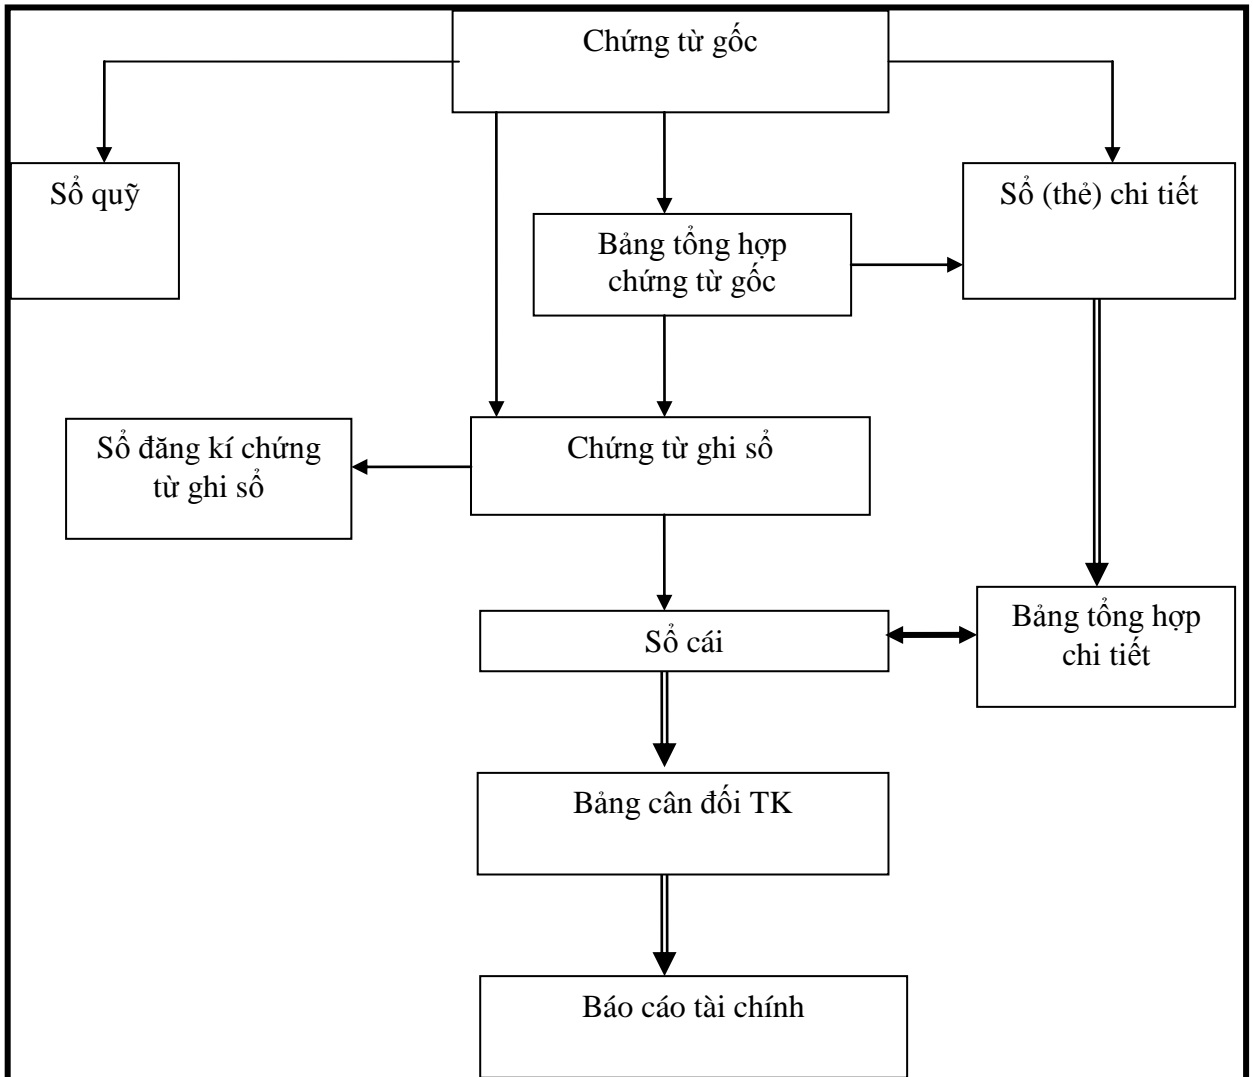 Chứng từ gốc
Sổ quỹ
Sổ (thẻ) chi tiết
Bảng tổng hợp
chứng từ gốc
Sổ đăng kí chứng
từ ghi sổ
Chứng từ ghi sổ
Sổ cái
Bảng tổng hợp
chi tiết
Bảng cân đối TK
Báo cáo tài chính